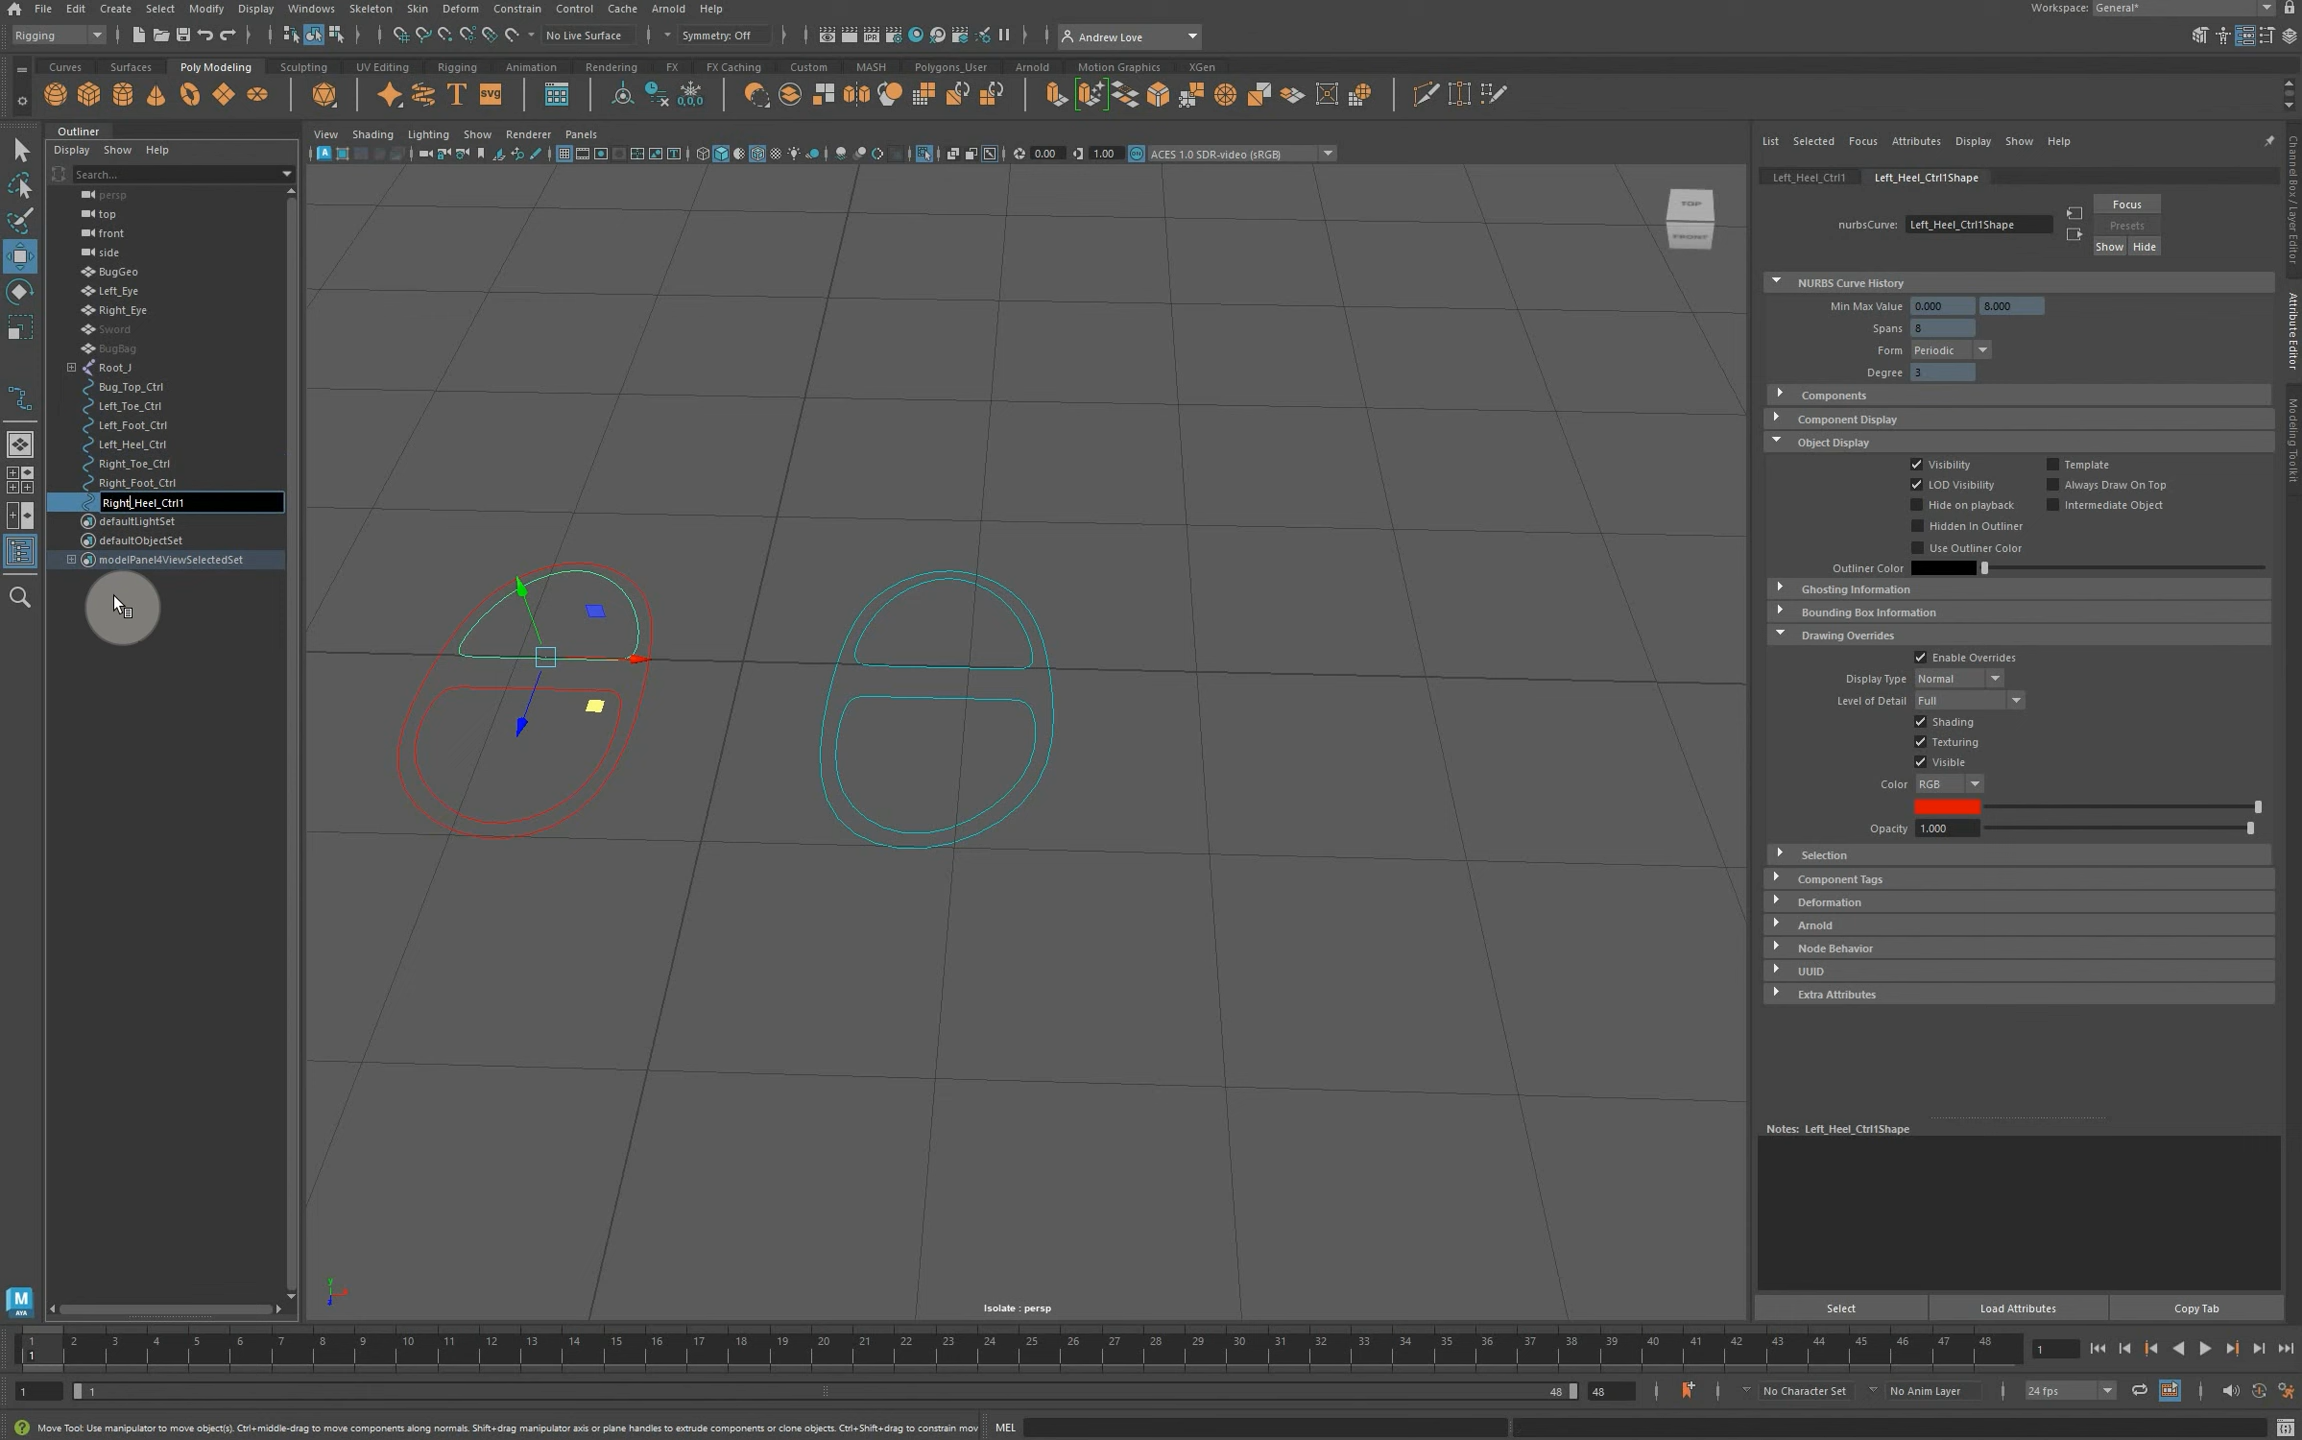 File Edit Create Select Modify Display Windows Skeleton Skin Deform Constrain Control Cache Arnold Help
Workspace: General*
Rigging
No Live Surface
Symmetry: Off
Andrew Love
Curves Surfaces Poly Modeling Sculpting UV Editing Rigging Animation Rendering FX FX Caching Custom MASH Polygons_User Arnold Motion Graphics XGen
Outliner
Display Show Help
Search...
persp
top
front
side
BugGeo
Left_Eye
Right_Eye
Sword
BugBag
Root_J
Bug_Top_Ctrl
Left_Toe_Ctrl
Left_Foot_Ctrl
Left_Heel_Ctrl
Right_Toe_Ctrl
Right_Foot_Ctrl
Right_Heel_Ctrl1
defaultLightSet
defaultObjectSet
modelPanel4ViewSelectedSet
View Shading Lighting Show Renderer Panels
0.00 1.00 ACES 1.0 SDR-video (sRGB)
TOP
FRONT
Isolate : persp
List Selected Focus Attributes Display Show Help
Left_Heel_Ctrl1 Left_Heel_Ctrl1Shape
nurbsCurve: Left_Heel_Ctrl1Shape
Focus
Presets
Show Hide
NURBS Curve History
Min Max Value 0.000 8.000
Spans 8
Form Periodic
Degree 3
Components
Component Display
Object Display
Visibility Template
LOD Visibility Always Draw On Top
Hide on playback Intermediate Object
Hidden In Outliner
Use Outliner Color
Outliner Color
Ghosting Information
Bounding Box Information
Drawing Overrides
Enable Overrides
Display Type Normal
Level of Detail Full
Shading
Texturing
Visible
Color RGB
Opacity 1.000
Selection
Component Tags
Deformation
Arnold
Node Behavior
UUID
Extra Attributes
Notes: Left_Heel_Ctrl1Shape
Select Load Attributes Copy Tab
Channel Box / Layer Editor
Attribute Editor
Modeling Toolkit
M
AYA
1 2 3 4 5 6 7 8 9 10 11 12 13 14 15 16 17 18 19 20 21 22 23 24 25 26 27 28 29 30 31 32 33 34 35 36 37 38 39 40 41 42 43 44 45 46 47 48
1
1
1 1 48 48 No Character Set No Anim Layer 24 fps
Move Tool: Use manipulator to move object(s). Ctrl+middle-drag to move components along normals. Shift+drag manipulator axis or plane handles to extrude components or clone objects. Ctrl+Shift+drag to constrain mov
MEL